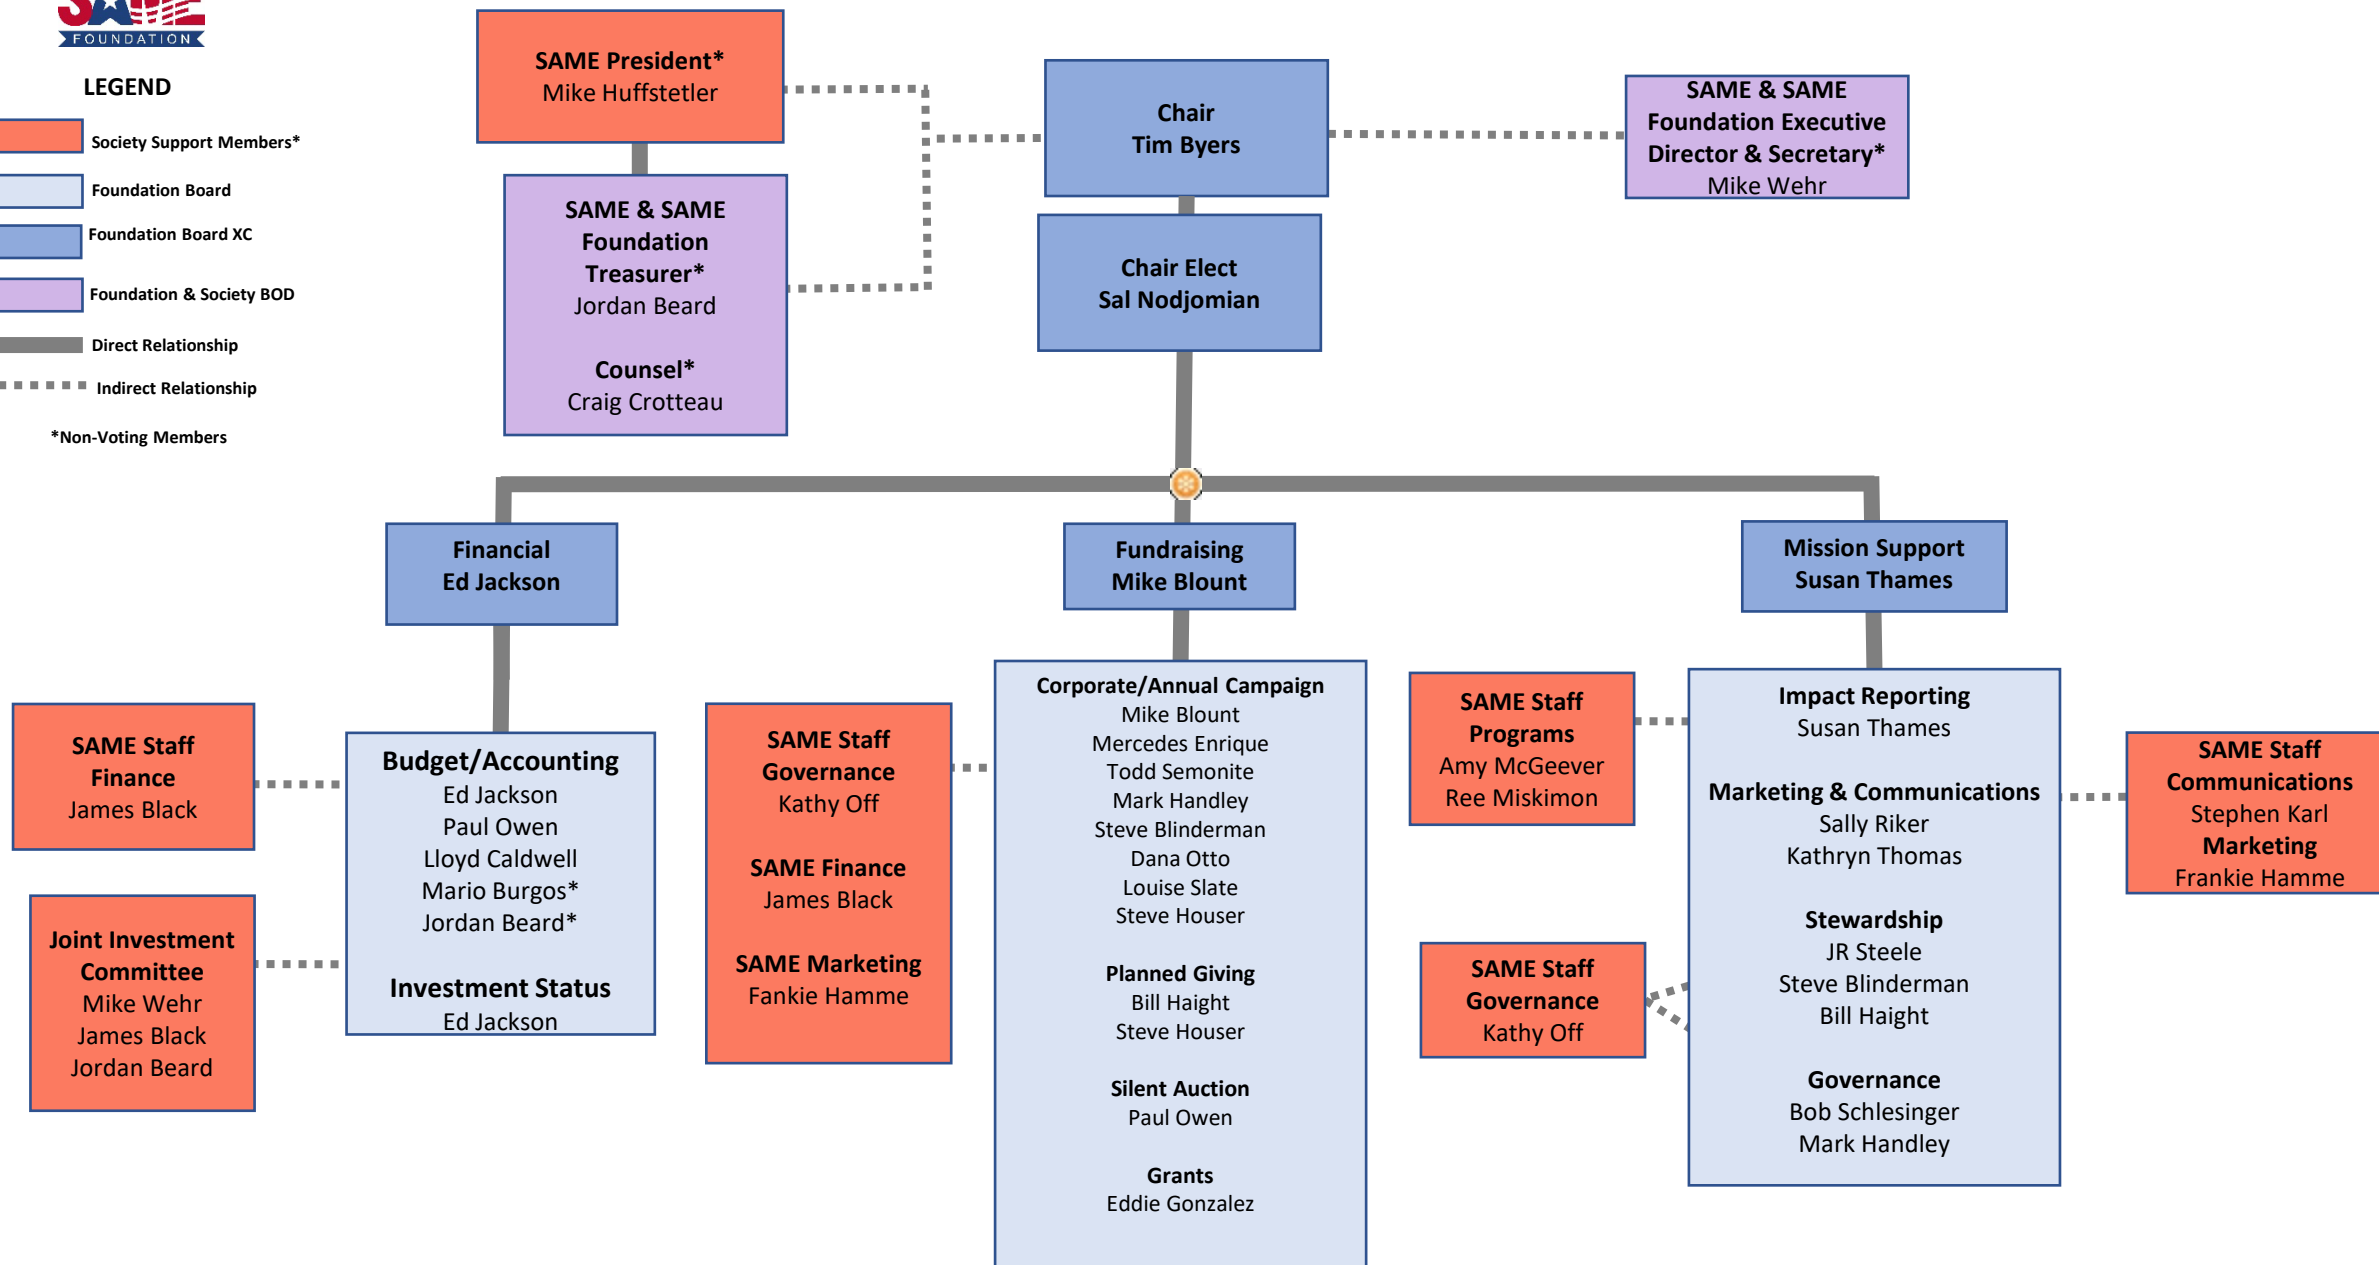 SAME
FOUNDATION
LEGEND
Society Support Members*
Foundation Board
Foundation Board XC
Foundation & Society BOD
Direct Relationship
Indirect Relationship
*Non-Voting Members
SAME President*
Mike Huffstetler
SAME & SAME
Foundation
Treasurer*
Jordan Beard
Counsel*
Craig Crotteau
Chair
Tim Byers
Chair Elect
Sal Nodjomian
SAME & SAME
Foundation Executive
Director & Secretary*
Mike Wehr
Financial
Ed Jackson
Fundraising
Mike Blount
Mission Support
Susan Thames
SAME Staff
Finance
James Black
Joint Investment
Committee
Mike Wehr
James Black
Jordan Beard
Budget/Accounting
Ed Jackson
Paul Owen
Lloyd Caldwell
Mario Burgos*
Jordan Beard*
Investment Status
Ed Jackson
SAME Staff
Governance
Kathy Off
SAME Finance
James Black
SAME Marketing
Fankie Hamme
Corporate/Annual Campaign
Mike Blount
Mercedes Enrique
Todd Semonite
Mark Handley
Steve Blinderman
Dana Otto
Louise Slate
Steve Houser
Planned Giving
Bill Haight
Steve Houser
Silent Auction
Paul Owen
Grants
Eddie Gonzalez
SAME Staff
Programs
Amy McGeever
Ree Miskimon
SAME Staff
Governance
Kathy Off
Impact Reporting
Susan Thames
Marketing & Communications
Sally Riker
Kathryn Thomas
Stewardship
JR Steele
Steve Blinderman
Bill Haight
Governance
Bob Schlesinger
Mark Handley
SAME Staff
Communications
Stephen Karl
Marketing
Frankie Hamme